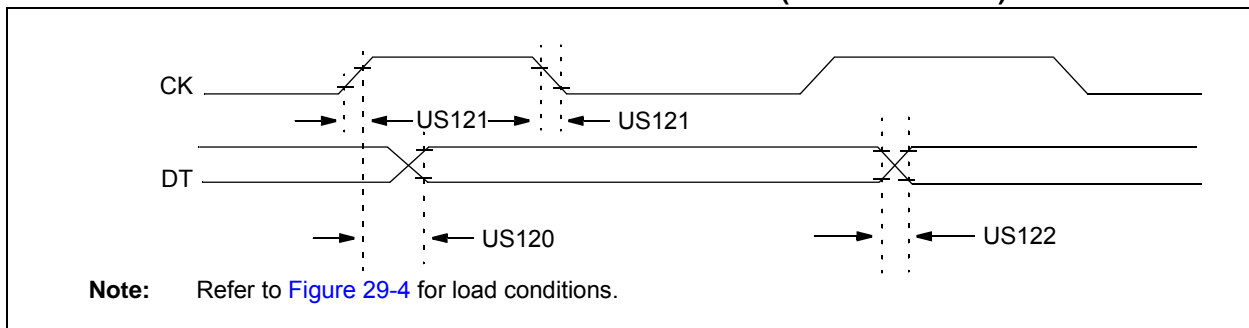 CK
US121 US121
DT
US120 US122
Note: Refer to Figure 29-4 for load conditions.